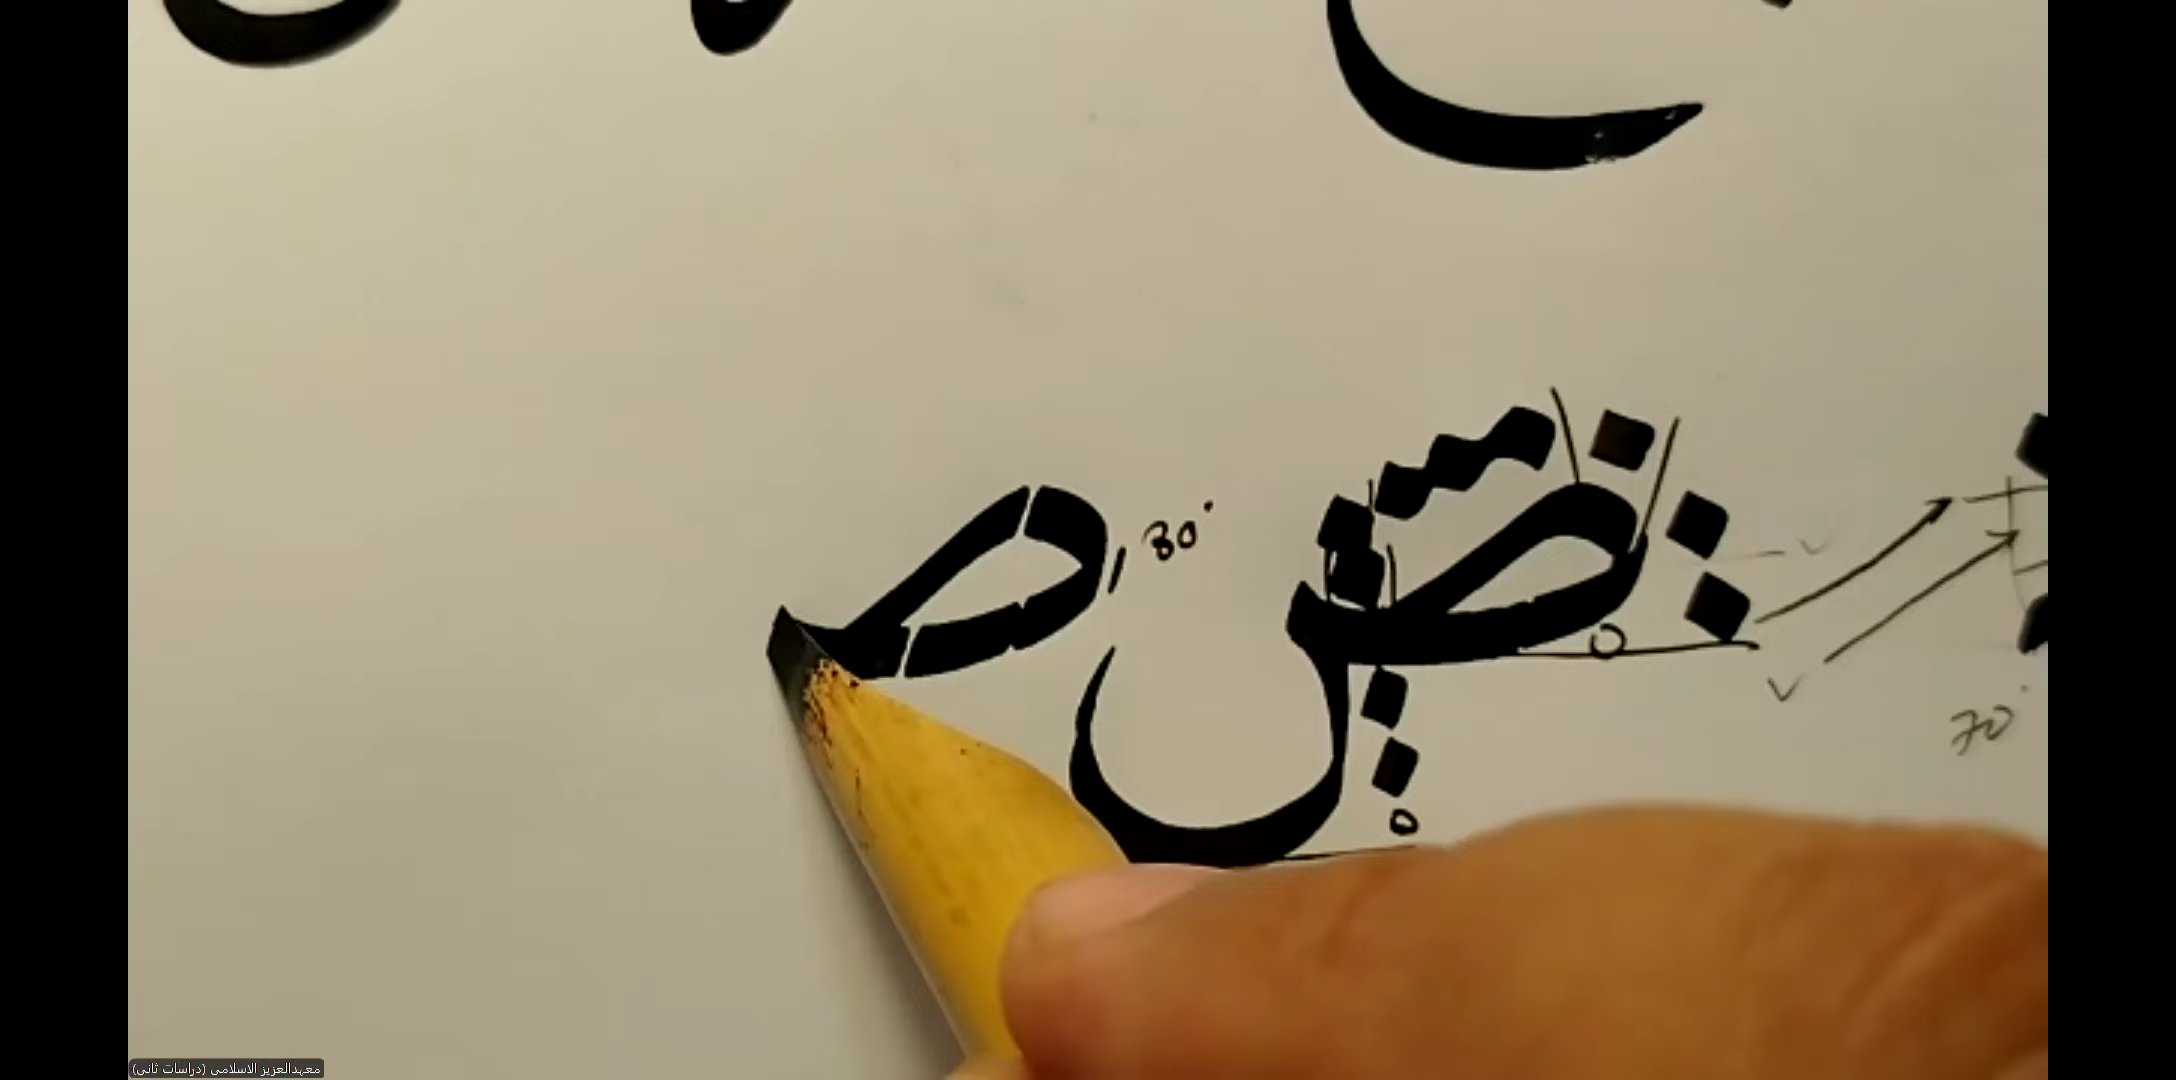 ص ص
80°
70°
معهدالعزيز الاسلامى (دراسات ثانى)